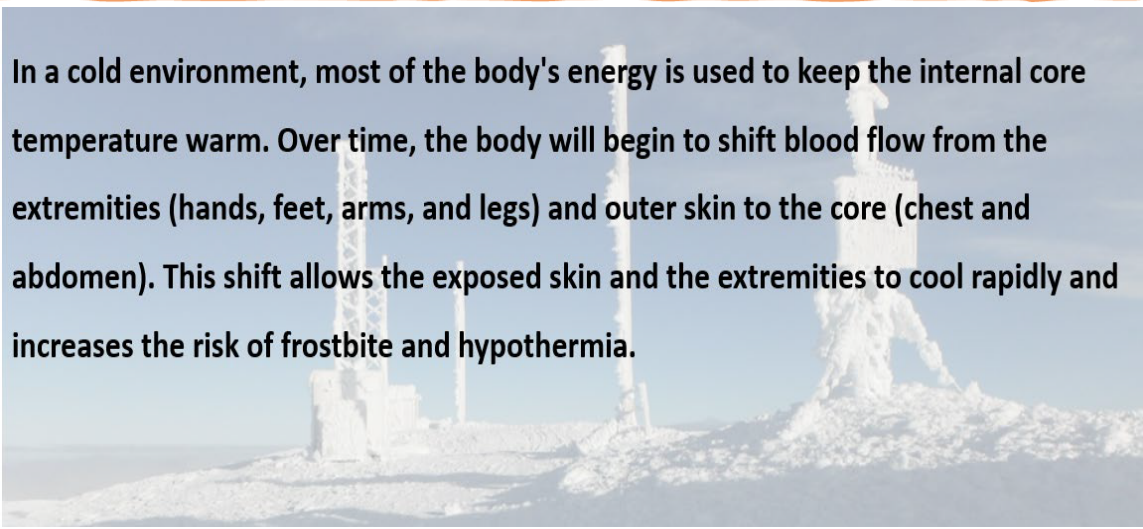 In a cold environment, most of the body's energy is used to keep the internal core
temperature warm. Over time, the body will begin to shift blood flow from the
extremities (hands, feet, arms, and legs) and outer skin to the core (chest and
abdomen). This shift allows the exposed skin and the extremities to cool rapidly and
increases the risk of frostbite and hypothermia.